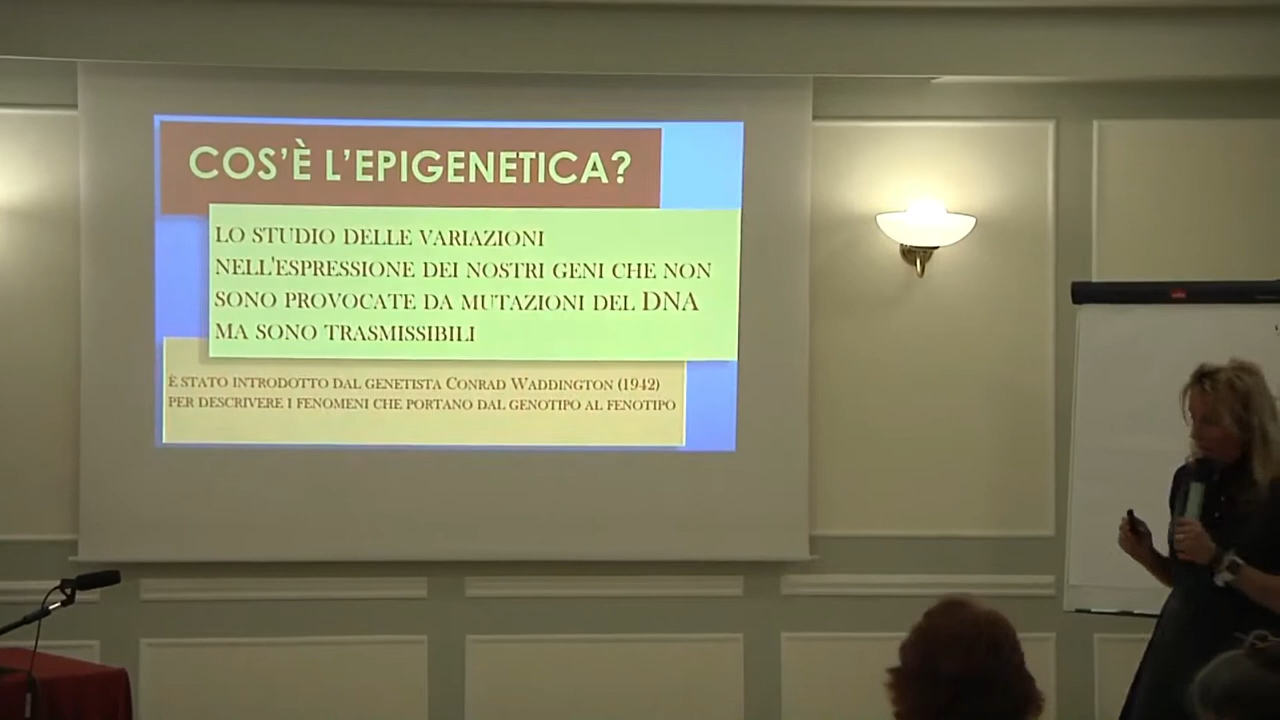 COS'È L'EPIGENETICA?
LO STUDIO DELLE VARIAZIONI
NELL'ESPRESSIONE DEI NOSTRI GENI CHE NON
SONO PROVOCATE DA MUTAZIONI DEL DNA
MA SONO TRASMISSIBILI
È STATO INTRODOTTO DAL GENETISTA CONRAD WADDINGTON (1942)
PER DESCRIVERE I FENOMENI CHE PORTANO DAL GENOTIPO AL FENOTIPO